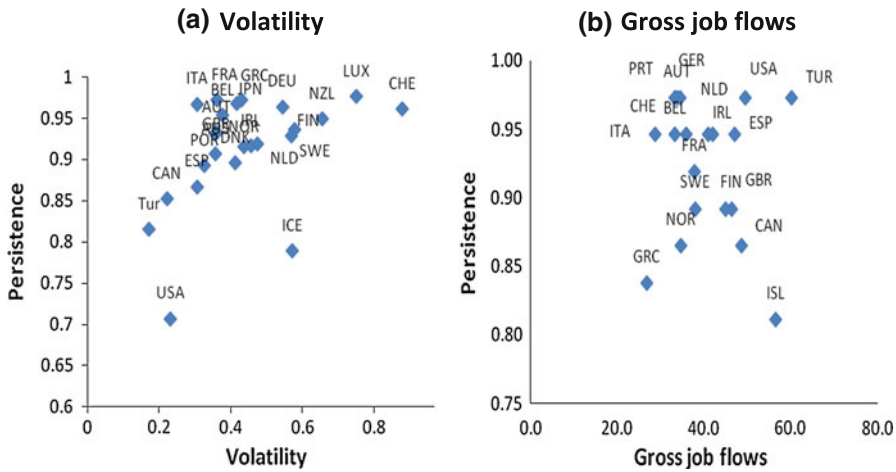 (a) Volatility
(b) Gross job flows
Persistence
1
0.95
0.9
0.85
0.8
0.75
0.7
0.65
0.6
ITA FRA GRC DEU NZL LUX CHE
BEL JPN
AUT
IRL FIN
NOR
POR DNK NLD SWE
CAN ESP
Tur
ICE
USA
0 0.2 0.4 0.6 0.8
Volatility
Persistence
1.00
0.95
0.90
0.85
0.80
0.75
PRT AUT GER USA TUR
CHE BEL NLD IRL ESP
ITA FRA
SWE FIN GBR
NOR CAN
GRC
ISL
0.0 20.0 40.0 60.0 80.0
Gross job flows